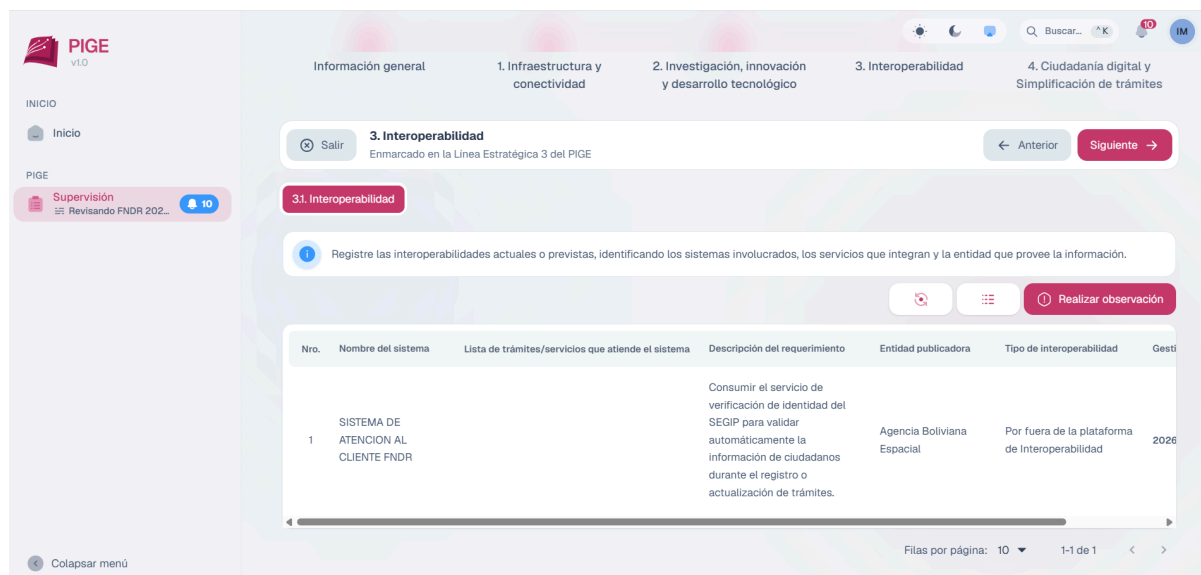 PIGE
v1.0
INICIO
Inicio
PIGE
Supervisión
Revisando FNDR 202...
10
Colapsar menú
Buscar...
^ K
10
IM
Información general
1. Infraestructura y
conectividad
2. Investigación, innovación
y desarrollo tecnológico
3. Interoperabilidad
4. Ciudadanía digital y
Simplificación de trámites
Salir
3. Interoperabilidad
Enmarcado en la Línea Estratégica 3 del PIGE
Anterior
Siguiente
3.1. Interoperabilidad
Registre las interoperabilidades actuales o previstas, identificando los sistemas involucrados, los servicios que integran y la entidad que provee la información.
Realizar observación
Nro.
Nombre del sistema
Lista de trámites/servicios que atiende el sistema
Descripción del requerimiento
Entidad publicadora
Tipo de interoperabilidad
Gesti
1
SISTEMA DE
ATENCION AL
CLIENTE FNDR
Consumir el servicio de
verificación de identidad del
SEGIP para validar
automáticamente la
información de ciudadanos
durante el registro o
actualización de trámites.
Agencia Boliviana
Espacial
Por fuera de la plataforma
de Interoperabilidad
2026
Filas por página: 10
1-1 de 1